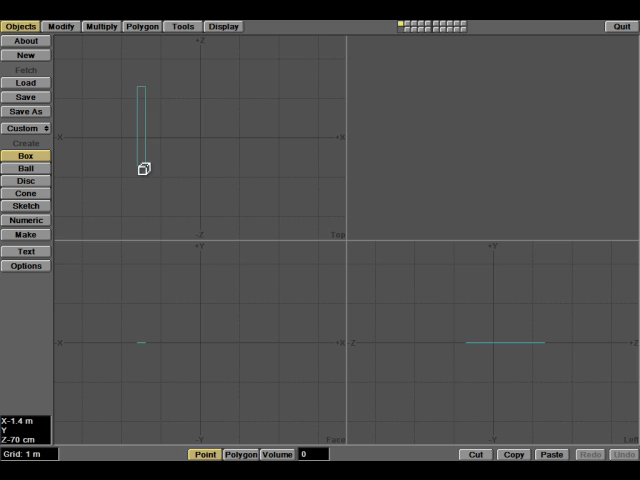 Objects Modify Multiply Polygon Tools Display Quit
About
New
Fetch
Load
Save
Save As
Custom
Create
Box
Ball
Disc
Cone
Sketch
Numeric
Make
Text
Options
+Z
X +X
-Z Top
+Y +Y
-X +X -Z +Z
-Y Face -Y Left
X-1.4 m
Y
Z-70 cm
Grid: 1 m Point Polygon Volume 0 Cut Copy Paste Redo Undo